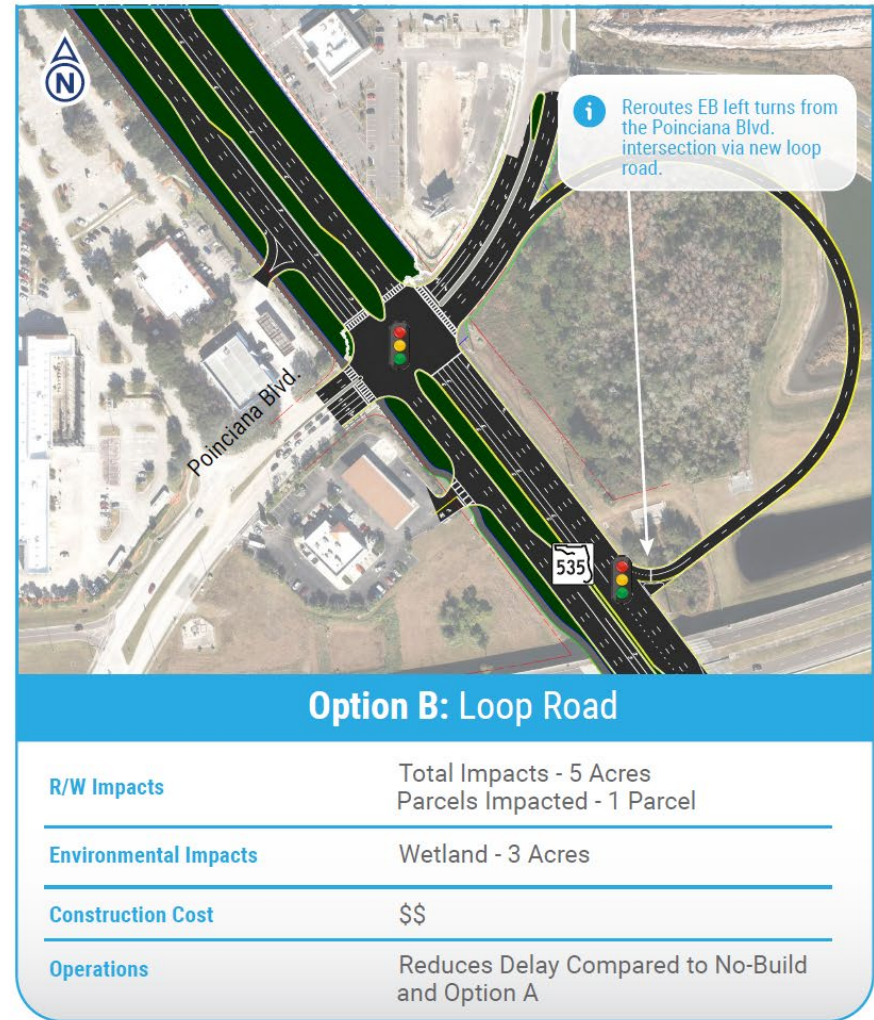 N
i
Reroutes EB left turns from
the Poinciana Blvd.
intersection via new loop
road.
Poinciana Blvd.
535
Option B: Loop Road
R/W Impacts
Total Impacts - 5 Acres
Parcels Impacted - 1 Parcel
Environmental Impacts
Wetland - 3 Acres
Construction Cost
$$
Operations
Reduces Delay Compared to No-Build
and Option A